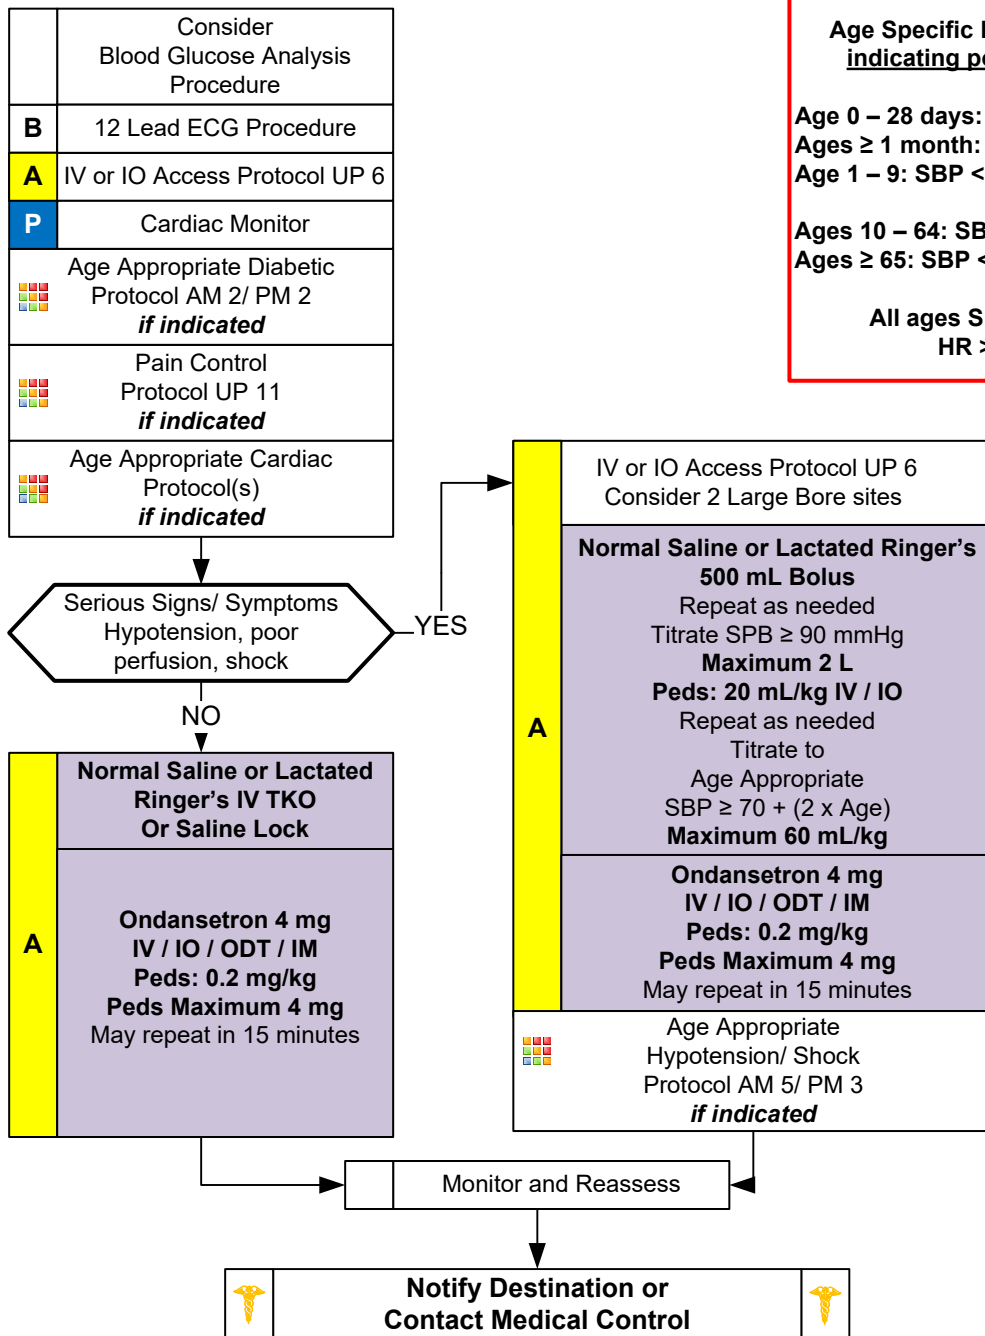 Consider
Blood Glucose Analysis
Procedure
B
12 Lead ECG Procedure
A
IV or IO Access Protocol UP 6
P
Cardiac Monitor
Age Appropriate Diabetic
Protocol AM 2/ PM 2
if indicated
Pain Control
Protocol UP 11
if indicated
Age Appropriate Cardiac
Protocol(s)
if indicated
Age Specific
indicating
Age 0 – 28 days:
Ages ≥ 1 month:
Age 1 – 9: SBP <
Ages 10 – 64:
Ages ≥ 65: SBP <
All ages
HR >
Serious Signs/ Symptoms
Hypotension, poor
perfusion, shock
YES
NO
A
IV or IO Access Protocol UP 6
Consider 2 Large Bore sites
Normal Saline or Lactated Ringer's
500 mL Bolus
Repeat as needed
Titrate SPB ≥ 90 mmHg
Maximum 2 L
Peds: 20 mL/kg IV / IO
Repeat as needed
Titrate to
Age Appropriate
SBP ≥ 70 + (2 x Age)
Maximum 60 mL/kg
Ondansetron 4 mg
IV / IO / ODT / IM
Peds: 0.2 mg/kg
Peds Maximum 4 mg
May repeat in 15 minutes
Age Appropriate
Hypotension/ Shock
Protocol AM 5/ PM 3
if indicated
A
Normal Saline or Lactated
Ringer's IV TKO
Or Saline Lock
Ondansetron 4 mg
IV / IO / ODT / IM
Peds: 0.2 mg/kg
Peds Maximum 4 mg
May repeat in 15 minutes
Monitor and Reassess
Notify Destination or
Contact Medical Control